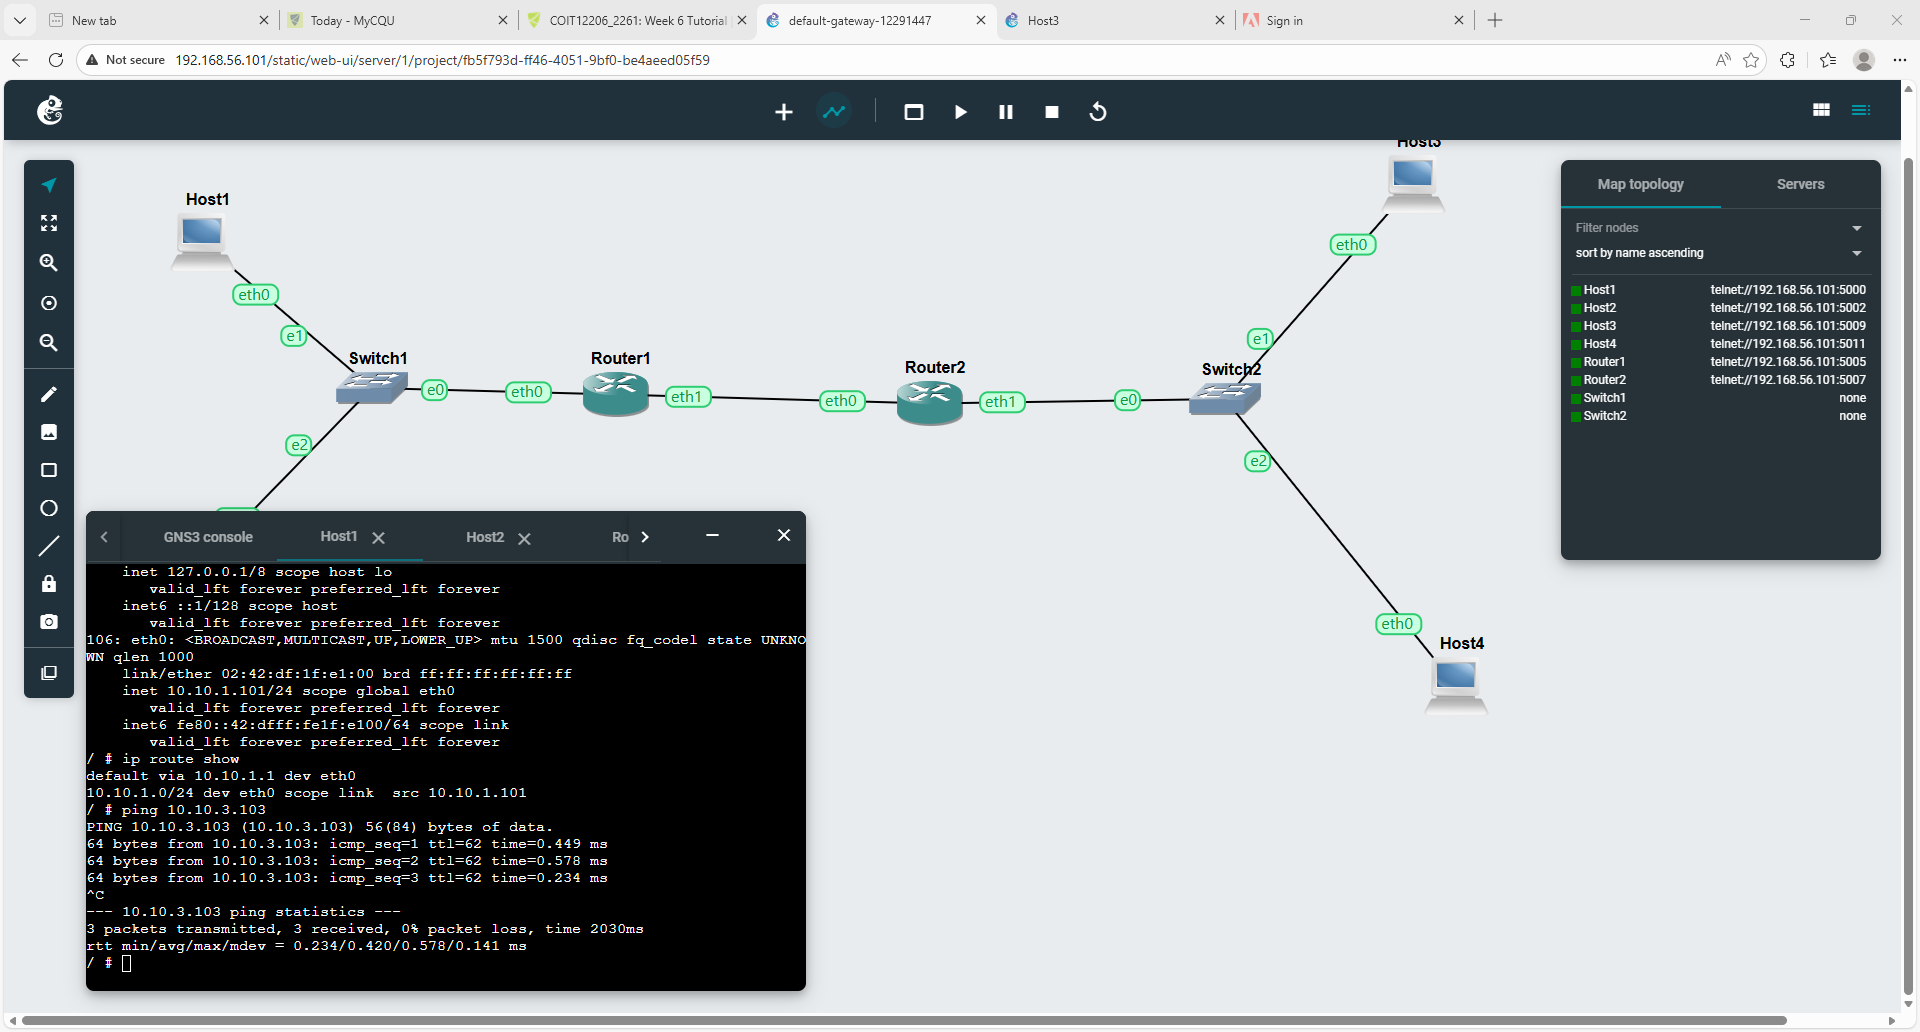 New tab
Today - MyCQU
COIT12206_2261: Week 6 Tutorial
default-gateway-12291447
Host3
Sign in
Not secure
192.168.56.101/static/web-ui/server/1/project/fb5f793d-ff46-4051-9bf0-be4aeed05f59
Host3
Host1
eth0
eth0
e1
e1
Switch1
Router1
Router2
Switch2
e0
eth0
eth1
eth0
eth1
e0
e2
e2
eth0
Host4
Map topology
Servers
Filter nodes
sort by name ascending
Host1 telnet://192.168.56.101:5000
Host2 telnet://192.168.56.101:5002
Host3 telnet://192.168.56.101:5009
Host4 telnet://192.168.56.101:5011
Router1 telnet://192.168.56.101:5005
Router2 telnet://192.168.56.101:5007
Switch1 none
Switch2 none
GNS3 console
Host1
Host2
Ro
inet 127.0.0.1/8 scope host lo
valid_lft forever preferred_lft forever
inet6 ::1/128 scope host
valid_lft forever preferred_lft forever
106: eth0: <BROADCAST,MULTICAST,UP,LOWER_UP> mtu 1500 qdisc fq_codel state UNKNO
WN qlen 1000
link/ether 02:42:df:1f:e1:00 brd ff:ff:ff:ff:ff:ff
inet 10.10.1.101/24 scope global eth0
valid_lft forever preferred_lft forever
inet6 fe80::42:dfff:fe1f:e100/64 scope link
valid_lft forever preferred_lft forever
/ # ip route show
default via 10.10.1.1 dev eth0
10.10.1.0/24 dev eth0 scope link  src 10.10.1.101
/ # ping 10.10.3.103
PING 10.10.3.103 (10.10.3.103) 56(84) bytes of data.
64 bytes from 10.10.3.103: icmp_seq=1 ttl=62 time=0.449 ms
64 bytes from 10.10.3.103: icmp_seq=2 ttl=62 time=0.578 ms
64 bytes from 10.10.3.103: icmp_seq=3 ttl=62 time=0.234 ms
^C
--- 10.10.3.103 ping statistics ---
3 packets transmitted, 3 received, 0% packet loss, time 2030ms
rtt min/avg/max/mdev = 0.234/0.420/0.578/0.141 ms
/ #